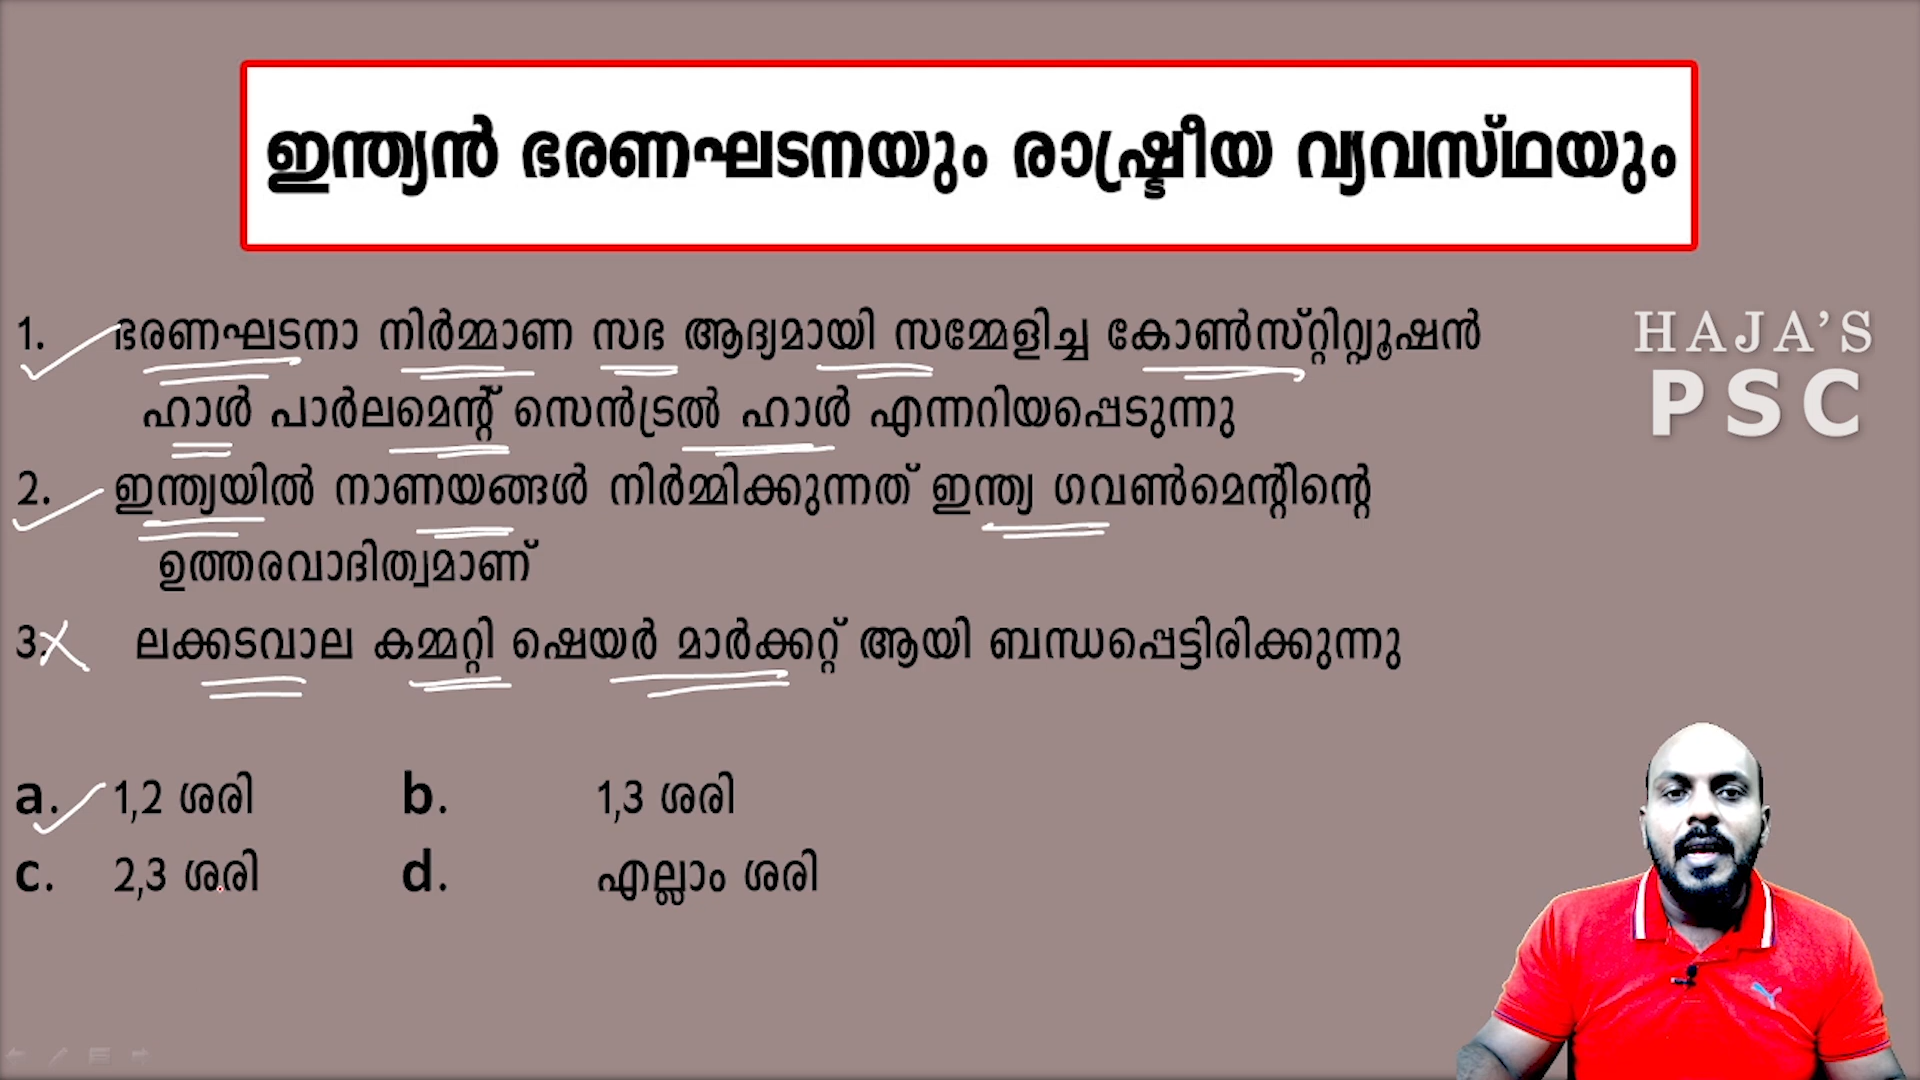 ഇന്ത്യൻ ഭരണഘടനയും രാഷ്ട്രീയ വ്യവസ്ഥയും
1. ഭരണഘടനാ നിർമ്മാണ സഭ ആദ്യമായി സമ്മേളിച്ച കോൺസ്റ്റിറ്റ്യൂഷൻ
ഹാൾ പാർലമെന്റ് സെൻട്രൽ ഹാൾ എന്നറിയപ്പെടുന്നു
HAJA'S
PSC
2. ഇന്ത്യയിൽ നാണയങ്ങൾ നിർമ്മിക്കുന്നത് ഇന്ത്യ ഗവൺമെന്റിന്റെ
ഉത്തരവാദിത്വമാണ്
3. ലക്കടവാല കമ്മറ്റി ഷെയർ മാർക്കറ്റ് ആയി ബന്ധപ്പെട്ടിരിക്കുന്നു
a. 1,2 ശരി b. 1,3 ശരി
c. 2,3 ശരി d. എല്ലാം ശരി